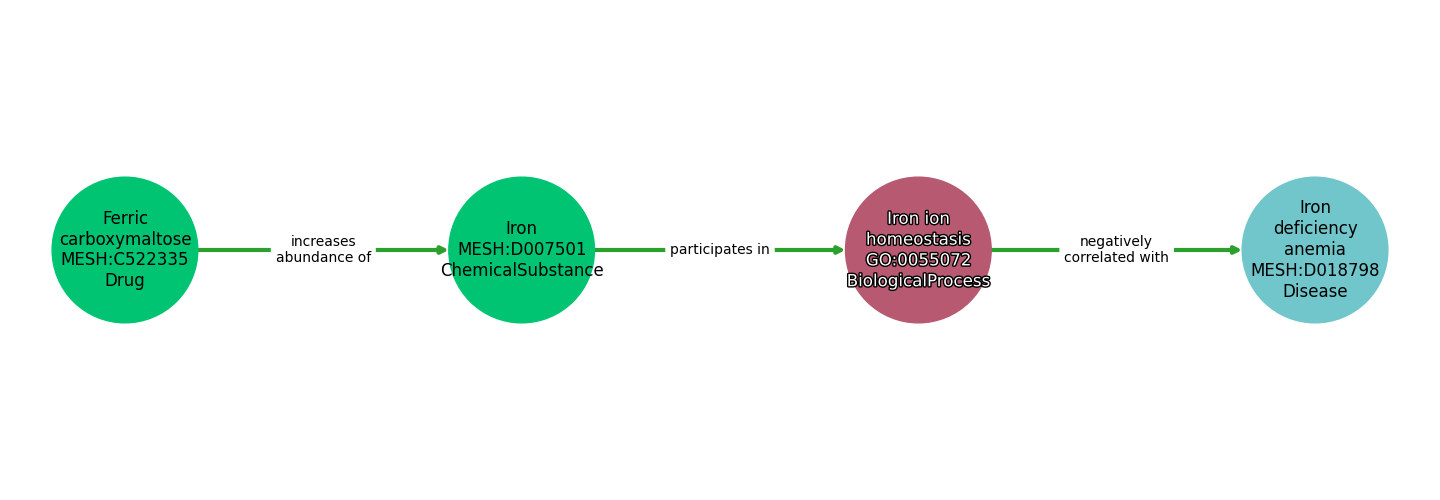 Ferric
carboxymaltose
MESH:C522335
Drug
increases
abundance of
Iron
MESH:D007501
ChemicalSubstance
participates in
Iron ion
homeostasis
GO:0055072
BiologicalProcess
negatively
correlated with
Iron
deficiency
anemia
MESH:D018798
Disease